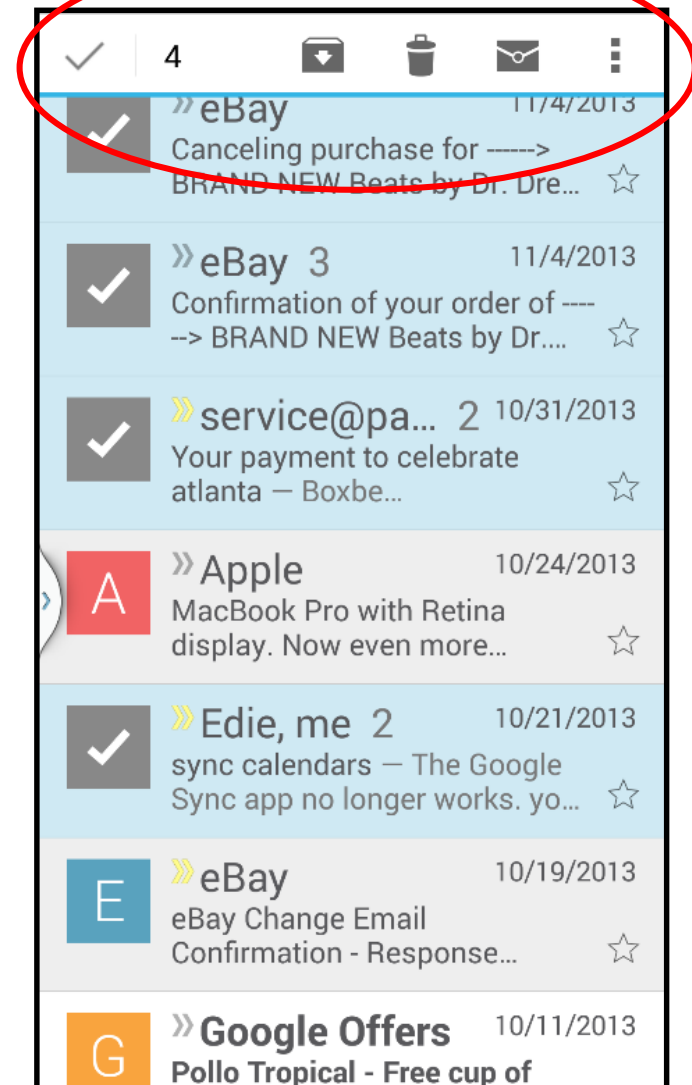 4
» eBay 11/4/2013
Canceling purchase for ------>
BRAND NEW Beats by Dr. Dre...
» eBay 3 11/4/2013
Confirmation of your order of ----
--> BRAND NEW Beats by Dr....
» service@pa... 2 10/31/2013
Your payment to celebrate
atlanta — Boxbe...
A » Apple 10/24/2013
MacBook Pro with Retina
display. Now even more...
» Edie, me 2 10/21/2013
sync calendars — The Google
Sync app no longer works. yo...
E » eBay 10/19/2013
eBay Change Email
Confirmation - Response...
G » Google Offers 10/11/2013
Pollo Tropical - Free cup of